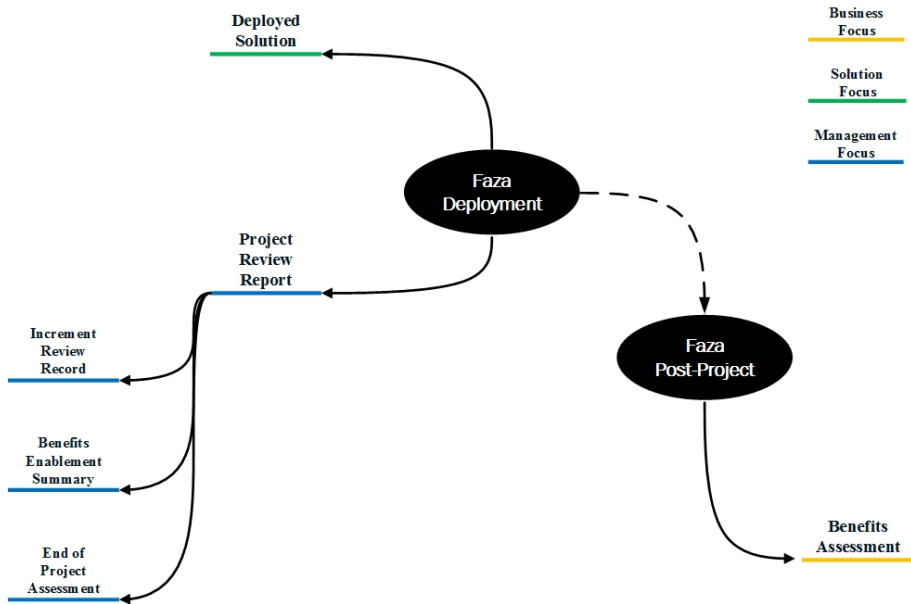 Deployed
Solution
Business
Focus
Solution
Focus
Management
Focus
Faza
Deployment
Project
Review
Report
Increment
Review
Record
Faza
Post-Project
Benefits
Enablement
Summary
Benefits
Assessment
End of
Project
Assessment